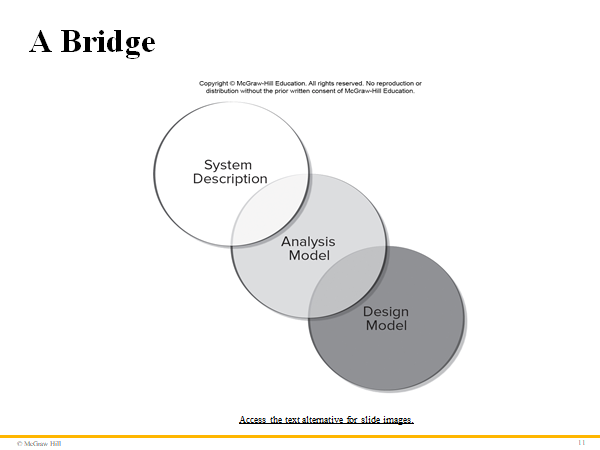 A Bridge
Copyright © McGraw-Hill Education. All rights reserved. No reproduction or
distribution without the prior written consent of McGraw-Hill Education.
System
Description
Analysis
Model
Design
Model
Access the text alternative for slide images.
© McGraw Hill
11